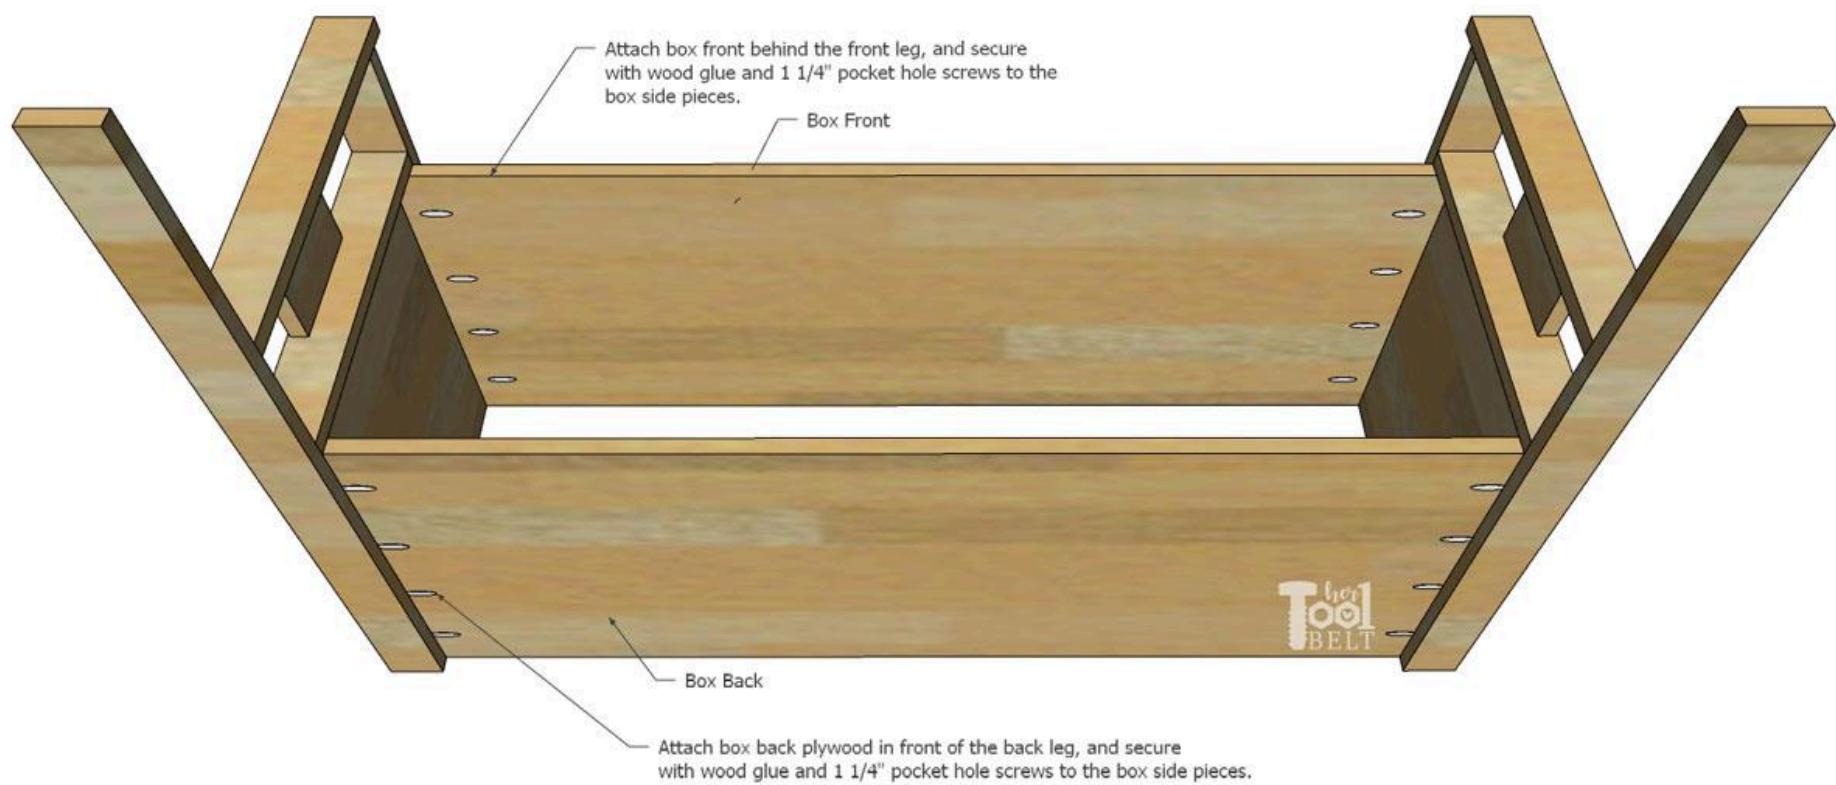 Attach box front behind the front leg, and secure
with wood glue and 1 1/4" pocket hole screws to the
box side pieces.
Box Front
her
TOOL
BELT
Box Back
Attach box back plywood in front of the back leg, and secure
with wood glue and 1 1/4" pocket hole screws to the box side pieces.